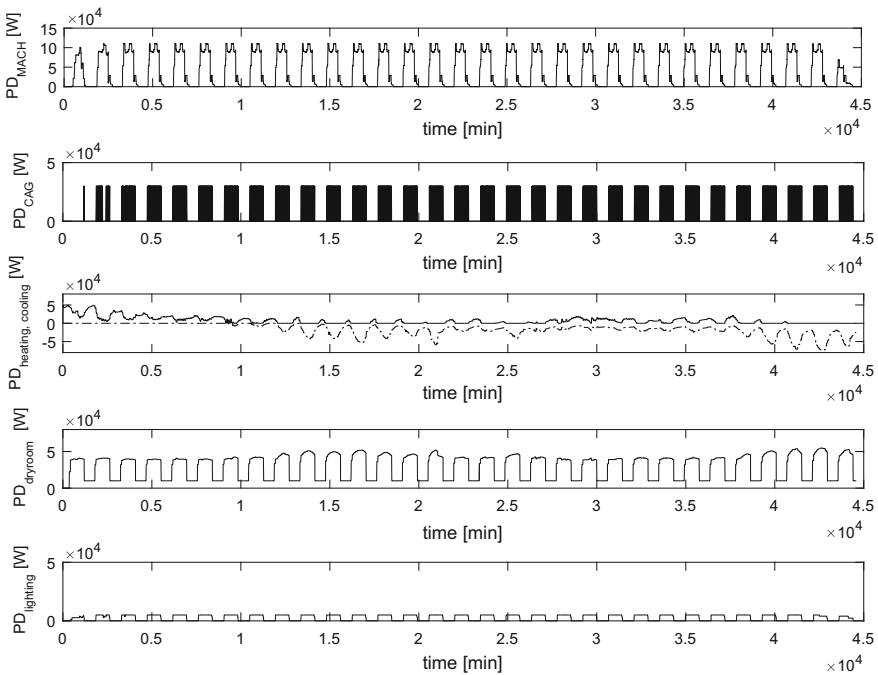 ×10⁴
PD_MACH [W]
15
10
5
0
0 0.5 1 1.5 2 2.5 3 3.5 4 4.5
time [min]
×10⁴
×10⁴
PD_CAG [W]
5
0
0 0.5 1 1.5 2 2.5 3 3.5 4 4.5
time [min]
×10⁴
×10⁴
PD_heating, cooling [W]
5
0
-5
0 0.5 1 1.5 2 2.5 3 3.5 4 4.5
time [min]
×10⁴
×10⁴
PD_dryroom [W]
5
0
0 0.5 1 1.5 2 2.5 3 3.5 4 4.5
time [min]
×10⁴
×10⁴
PD_lighting [W]
5
0
0 0.5 1 1.5 2 2.5 3 3.5 4 4.5
time [min]
×10⁴